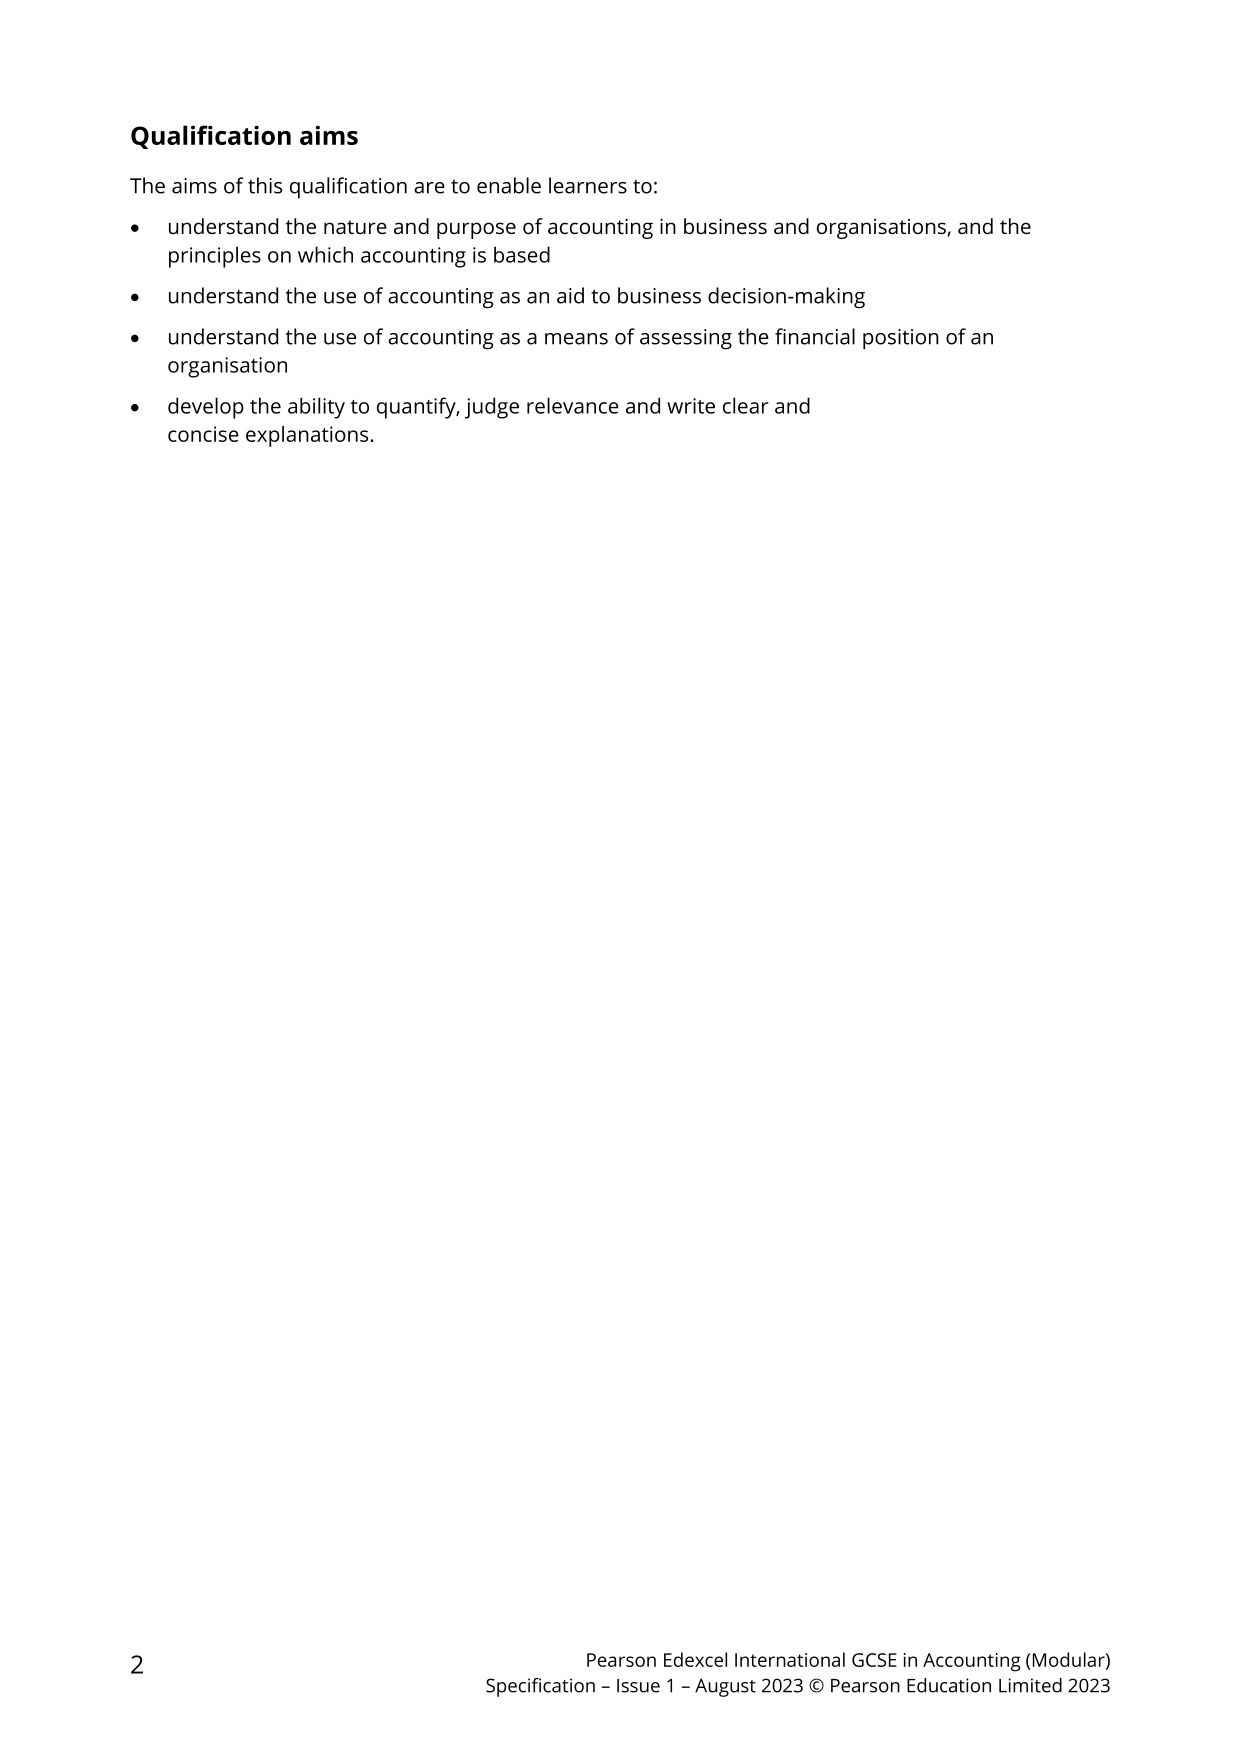 Qualification aims
The aims of this qualification are to enable learners to:
• understand the nature and purpose of accounting in business and organisations, and the
principles on which accounting is based
• understand the use of accounting as an aid to business decision-making
• understand the use of accounting as a means of assessing the financial position of an
organisation
• develop the ability to quantify, judge relevance and write clear and
concise explanations.
2
Pearson Edexcel International GCSE in Accounting (Modular)
Specification – Issue 1 – August 2023 © Pearson Education Limited 2023